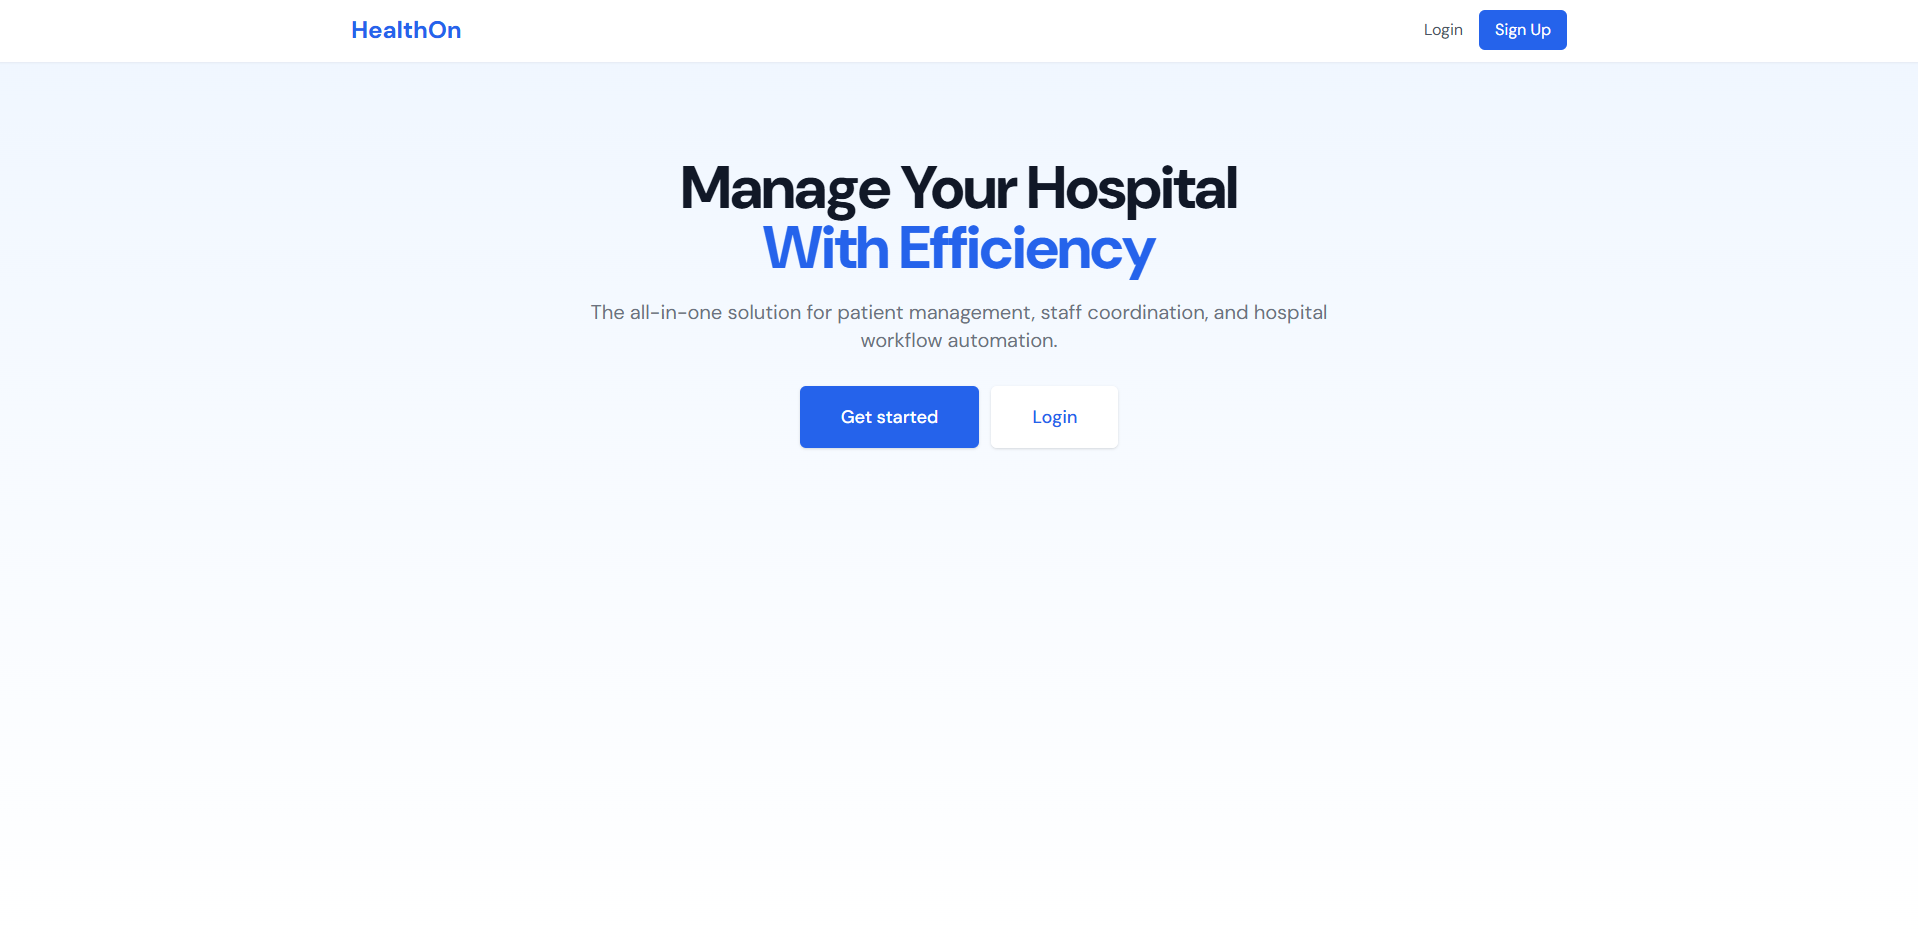 HealthOn
Login
Sign Up
Manage Your Hospital
With Efficiency
The all-in-one solution for patient management, staff coordination, and hospital
workflow automation.
Get started
Login